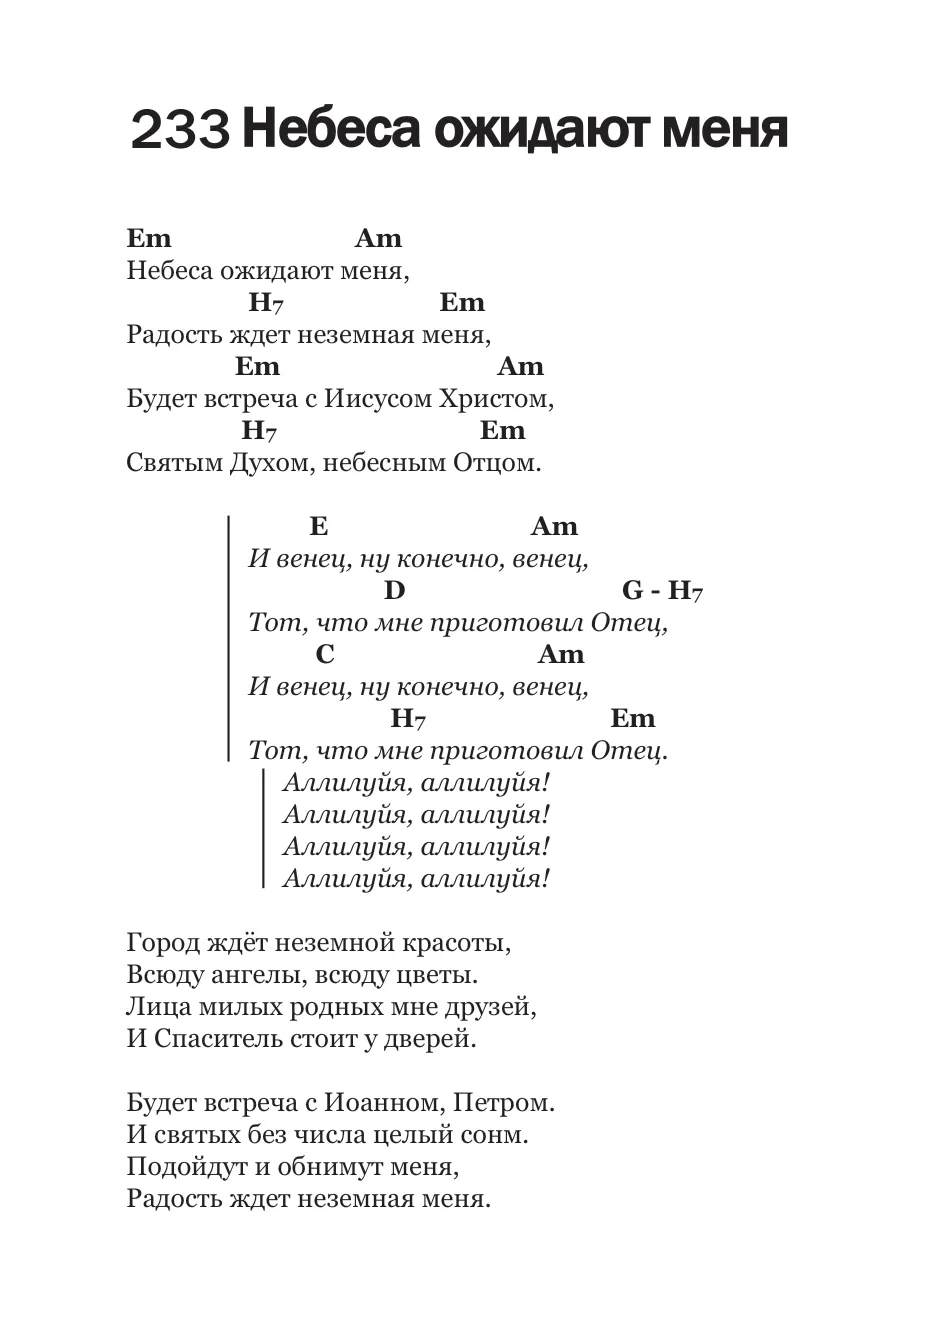 233 Небеса ожидают меня
Em Am
Небеса ожидают меня,
H7 Em
Радость ждет неземная меня,
Em Am
Будет встреча с Иисусом Христом,
H7 Em
Святым Духом, небесным Отцом.
E Am
И венец, ну конечно, венец,
D G - H7
Тот, что мне приготовил Отец,
C Am
И венец, ну конечно, венец,
H7 Em
Тот, что мне приготовил Отец.
Аллилуйя, аллилуйя!
Аллилуйя, аллилуйя!
Аллилуйя, аллилуйя!
Аллилуйя, аллилуйя!
Город ждёт неземной красоты,
Всюду ангелы, всюду цветы.
Лица милых родных мне друзей,
И Спаситель стоит у дверей.
Будет встреча с Иоанном, Петром.
И святых без числа целый сонм.
Подойдут и обнимут меня,
Радость ждет неземная меня.